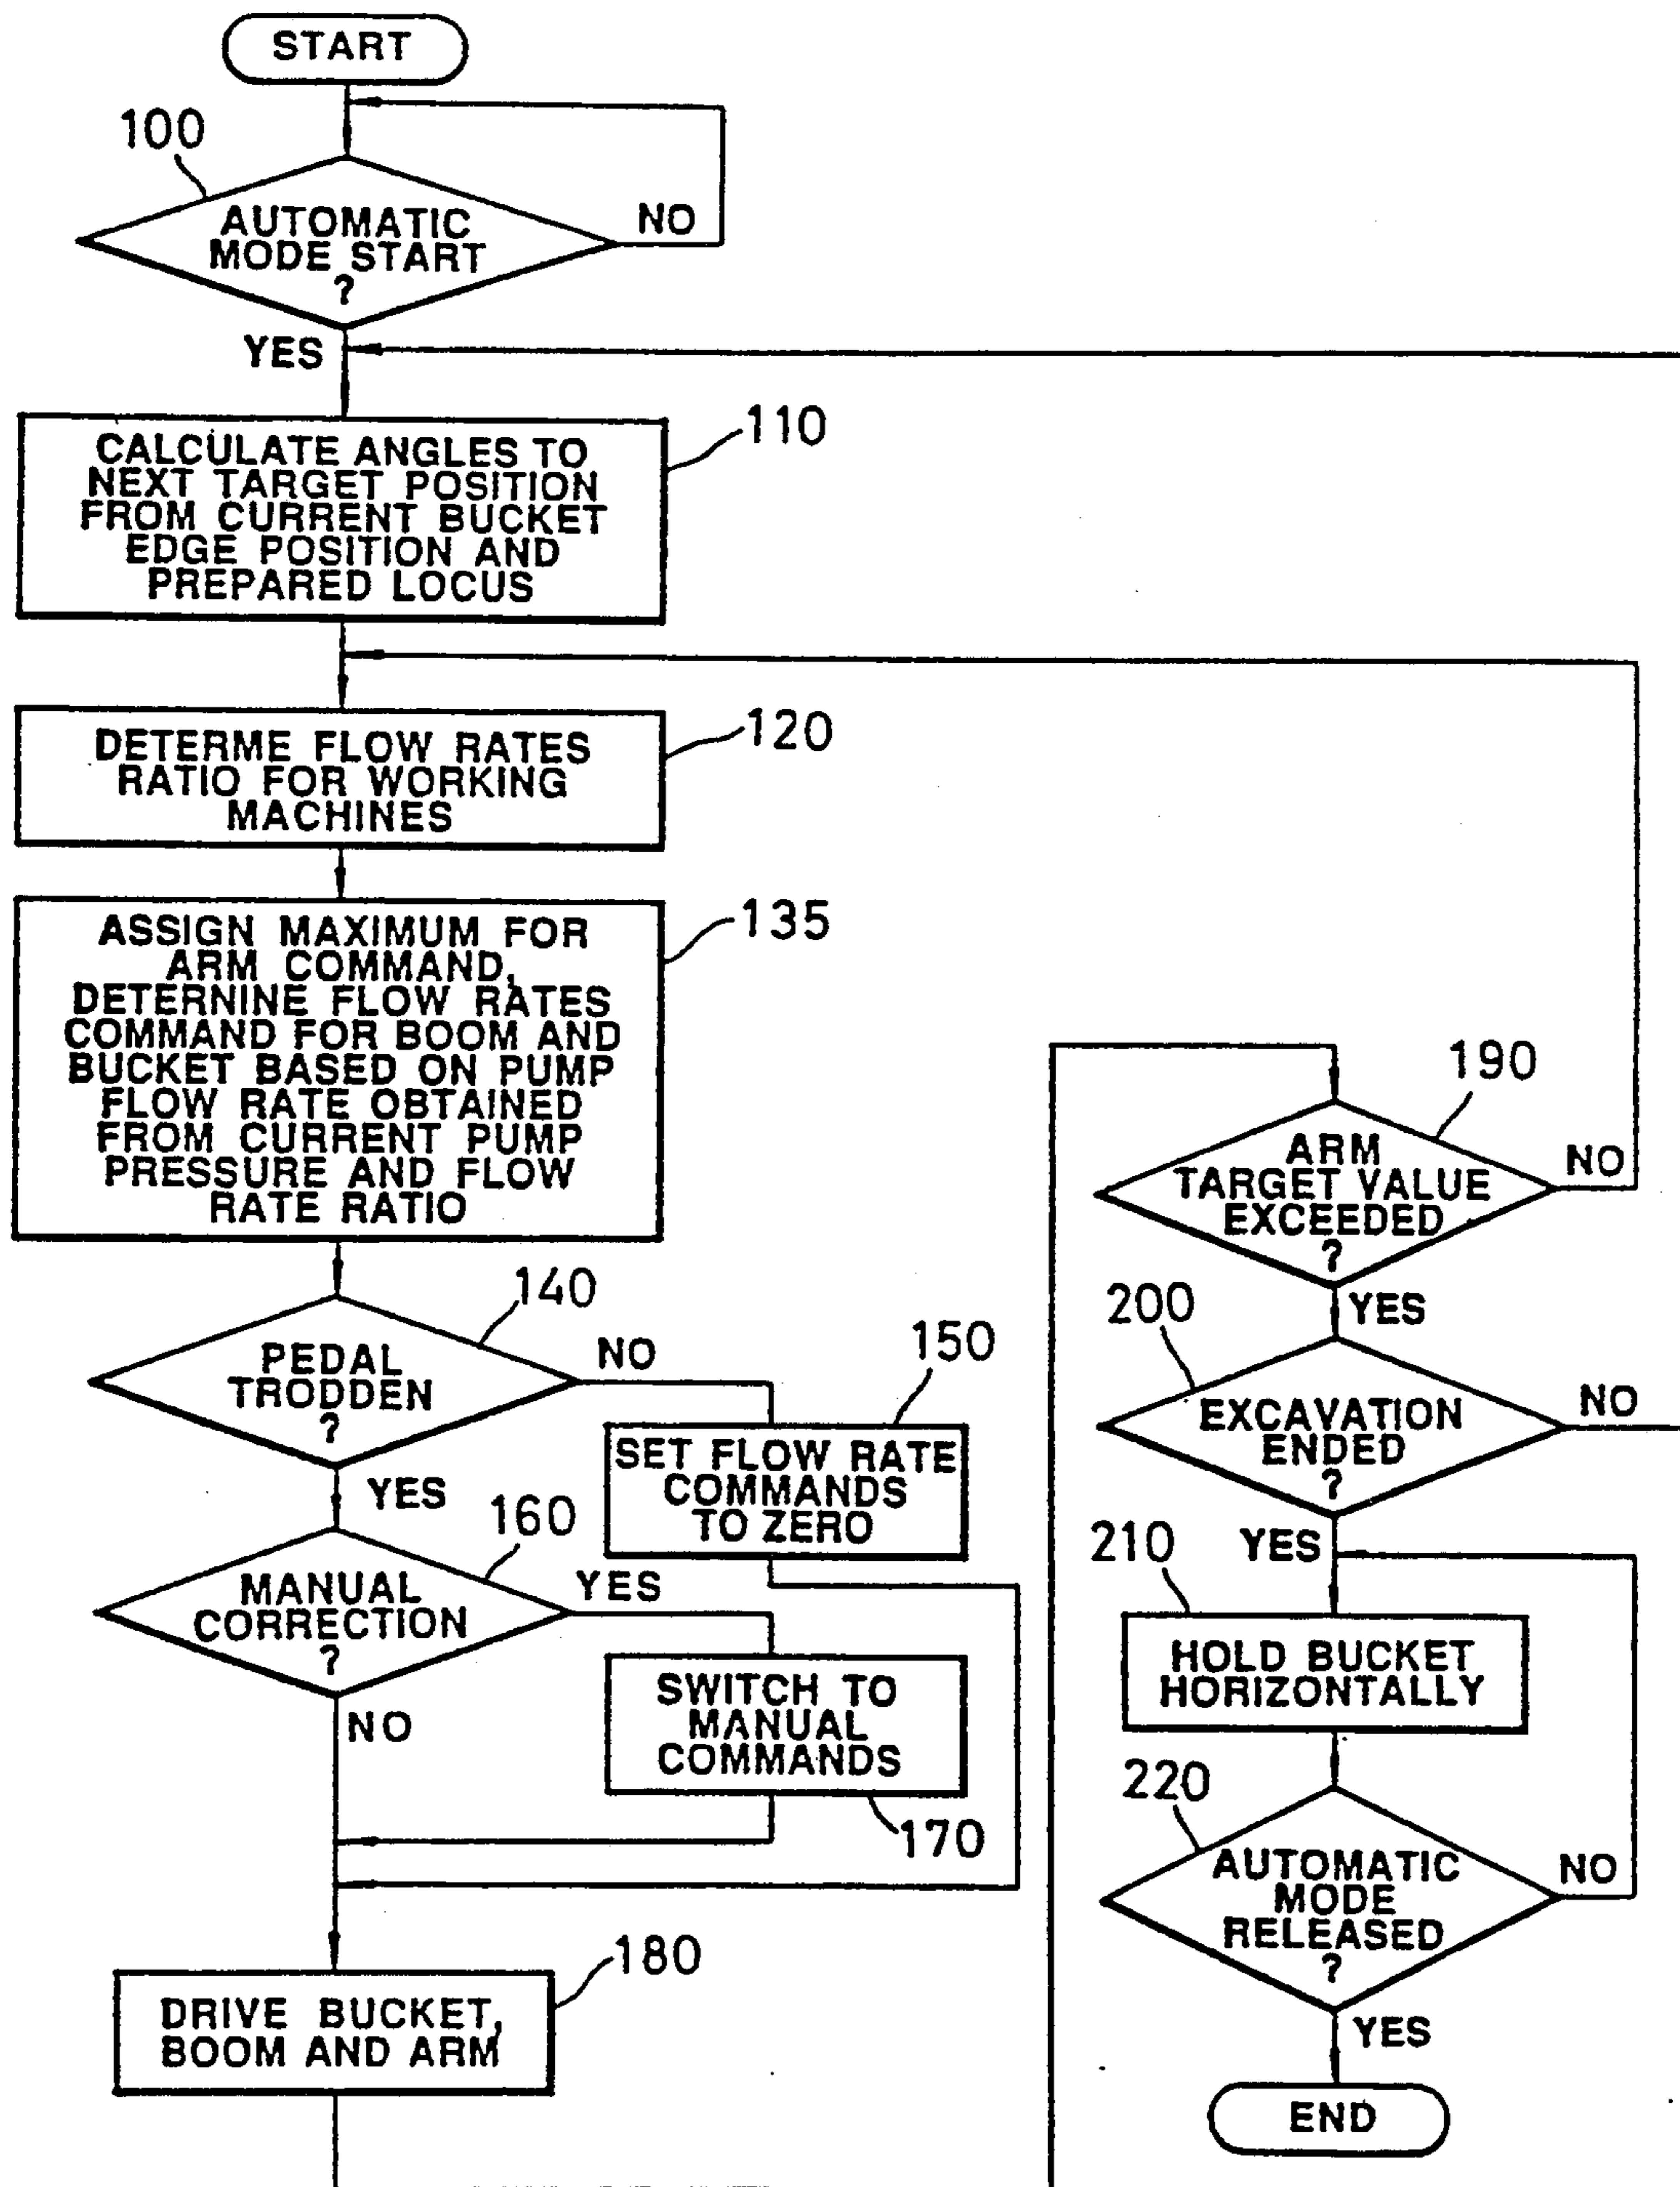 START
100
AUTOMATIC
MODE START
?
NO
YES
CALCULATE ANGLES TO
NEXT TARGET POSITION
FROM CURRENT BUCKET
EDGE POSITION AND
PREPARED LOCUS
110
DETERME FLOW RATES
RATIO FOR WORKING
MACHINES
120
ASSIGN MAXIMUM FOR
ARM COMMAND,
DETERNINE FLOW RATES
COMMAND FOR BOOM AND
BUCKET BASED ON PUMP
FLOW RATE OBTAINED
FROM CURRENT PUMP
PRESSURE AND FLOW
RATE RATIO
135
140
PEDAL
TRODDEN
?
NO
YES
150
SET FLOW RATE
COMMANDS
TO ZERO
160
MANUAL
CORRECTION
?
YES
NO
SWITCH TO
MANUAL
COMMANDS
170
180
DRIVE BUCKET,
BOOM AND ARM
190
ARM
TARGET VALUE
EXCEEDED
?
NO
YES
200
EXCAVATION
ENDED
?
NO
YES
210
HOLD BUCKET
HORIZONTALLY
220
AUTOMATIC
MODE
RELEASED
?
NO
YES
END